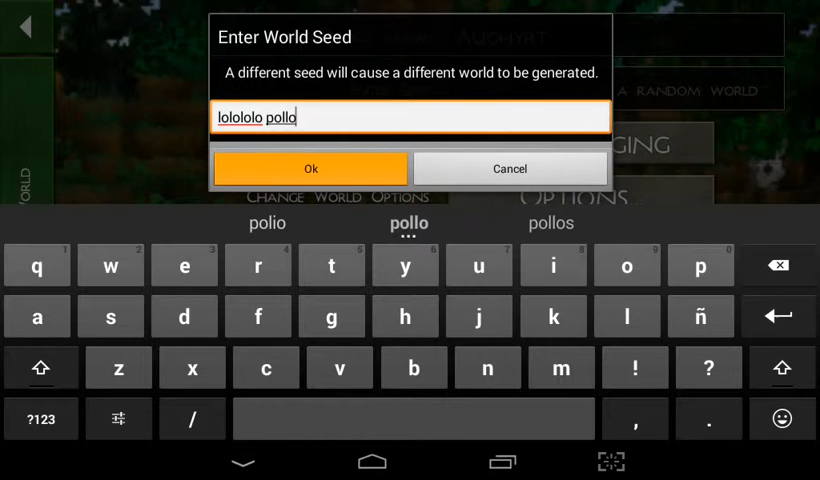 Enter World Seed
A different seed will cause a different world to be generated.
A RANDOM WORLD
lolololo pollo
GING
Ok Cancel
ORLD
CHANGE WORLD OPTIONS
OPTIONS...
polio pollo pollos
q 1 w 2 e 3 r 4 t 5 y 6 u 7 i 8 o 9 p 0
a s d f g h j k l ñ
z x c v b n m ! ?
?123 / , .